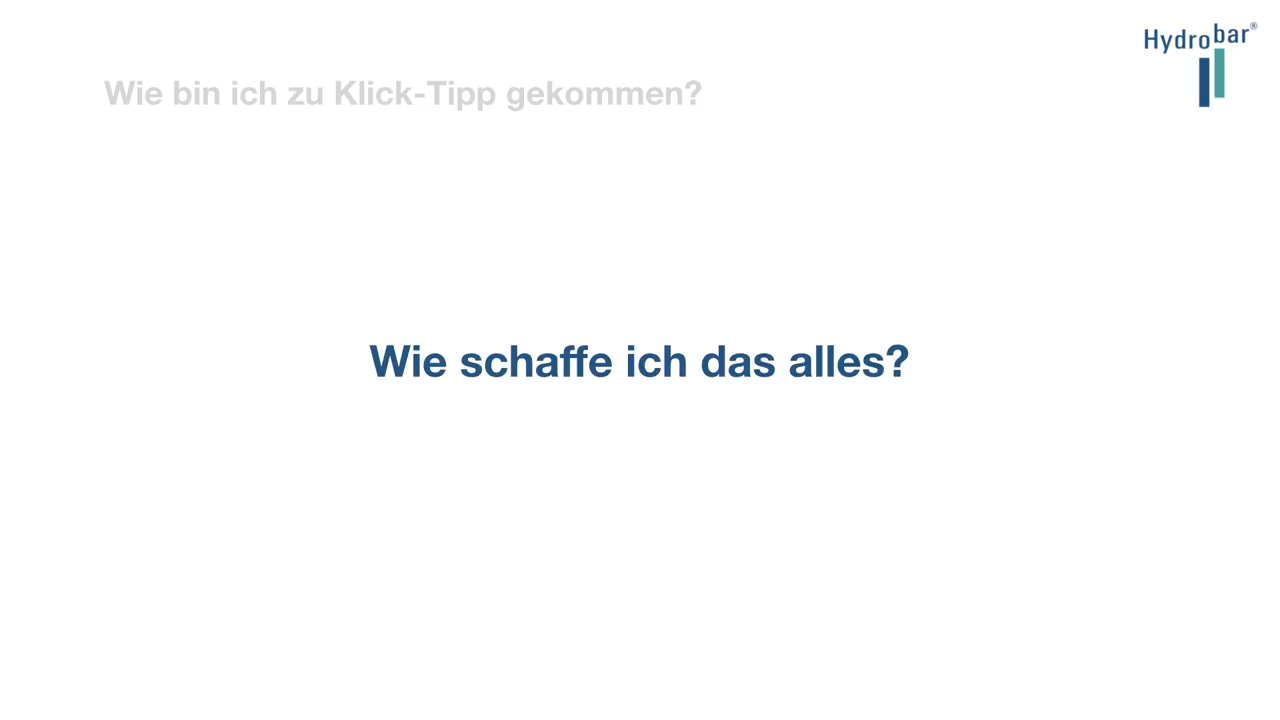 Hydrobar®
Wie bin ich zu Klick-Tipp gekommen?
Wie schaffe ich das alles?